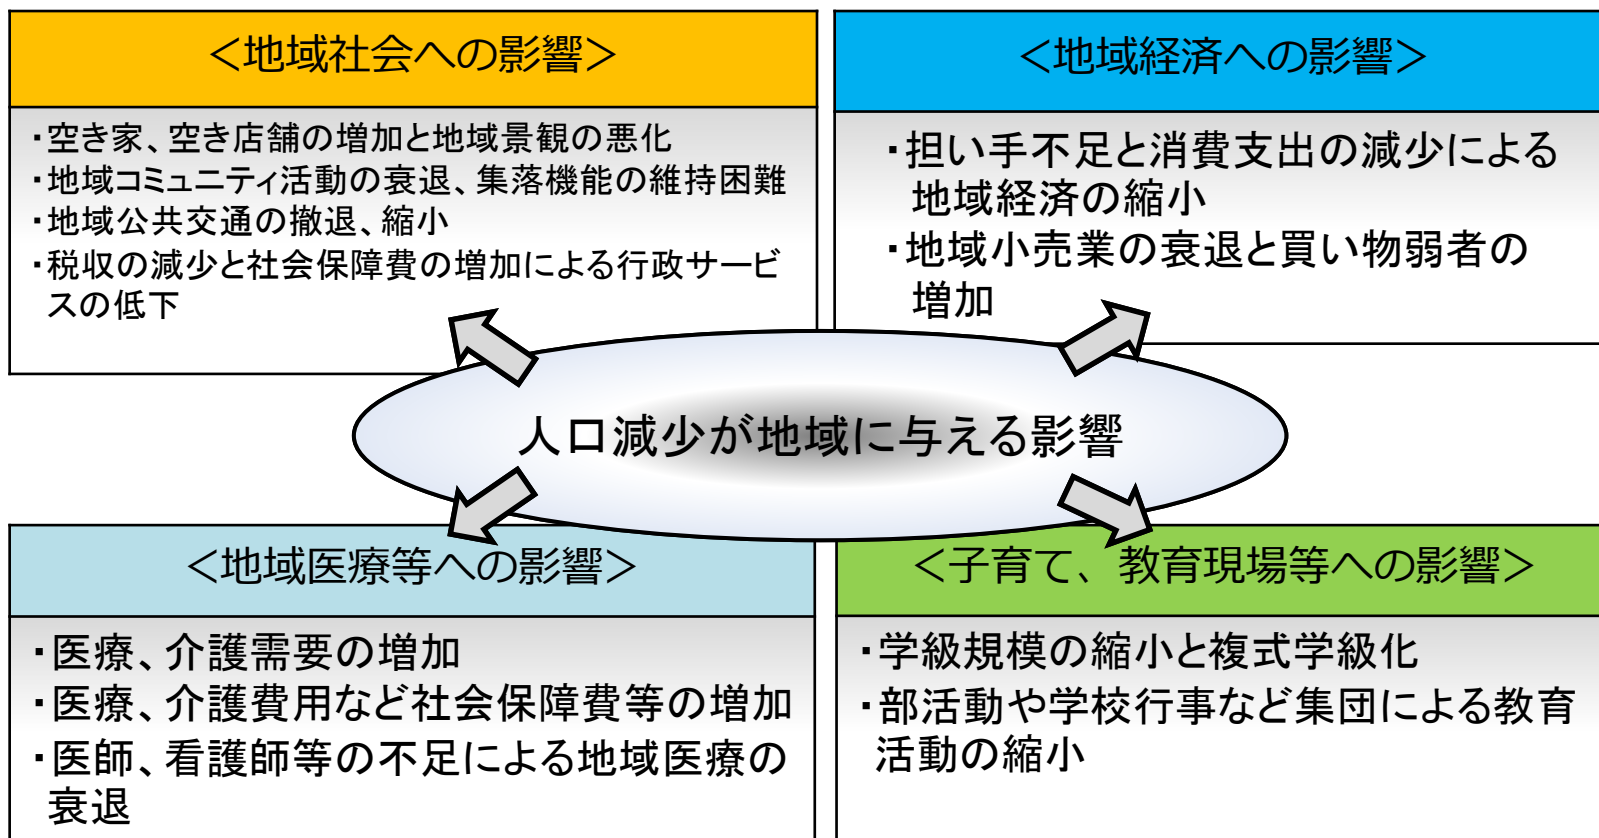 ＜地域社会への影響＞
・空き家、空き店舗の増加と地域景観の悪化
・地域コミュニティ活動の衰退、集落機能の維持困難
・地域公共交通の撤退、縮小
・税収の減少と社会保障費の増加による行政サービ
スの低下
＜地域経済への影響＞
・担い手不足と消費支出の減少による
地域経済の縮小
・地域小売業の衰退と買い物弱者の
増加
人口減少が地域に与える影響
＜地域医療等への影響＞
・医療、介護需要の増加
・医療、介護費用など社会保障費等の増加
・医師、看護師等の不足による地域医療の
衰退
＜子育て、教育現場等への影響＞
・学級規模の縮小と複式学級化
・部活動や学校行事など集団による教育
活動の縮小